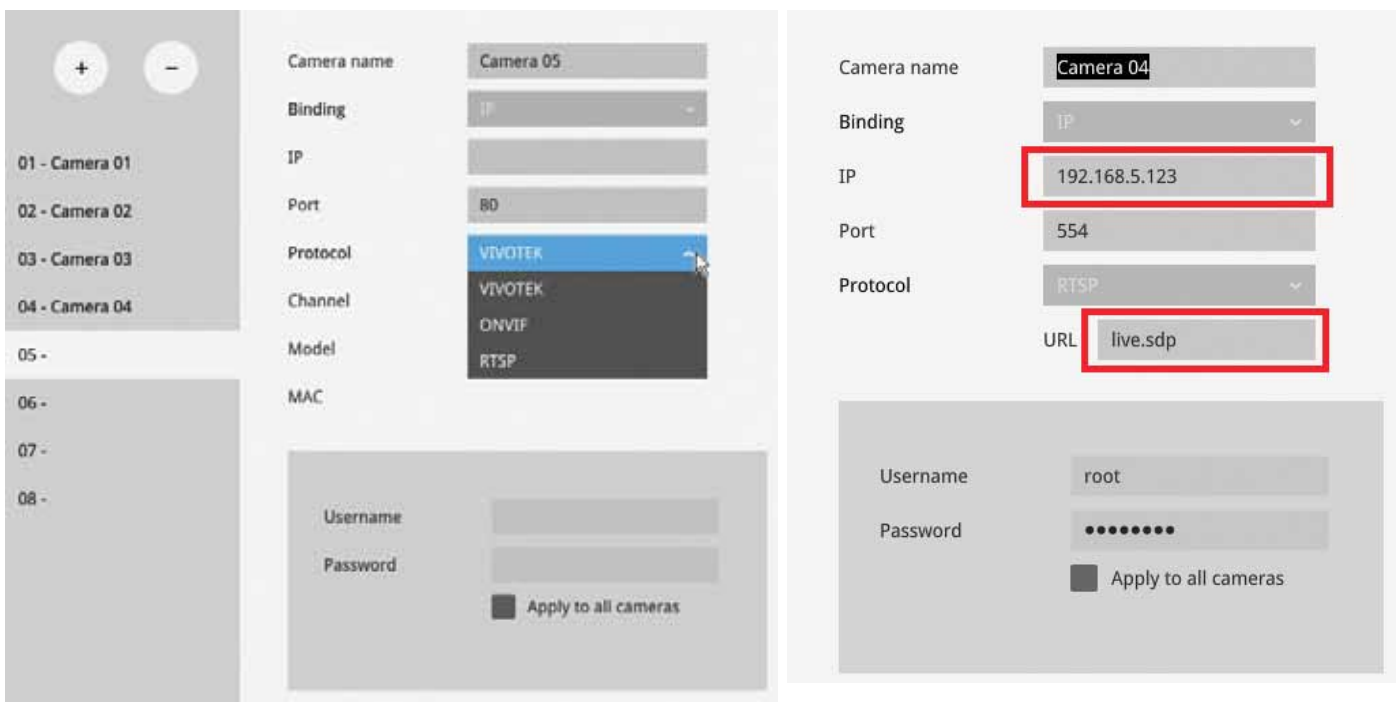 + -
01 - Camera 01
02 - Camera 02
03 - Camera 03
04 - Camera 04
05 -
06 -
07 -
08 -
Camera name Camera 05
Binding IP
IP
Port 80
Protocol VIVOTEK
VIVOTEK
Channel
ONVIF
Model
RTSP
MAC
Username
Password
Apply to all cameras
Camera name Camera 04
Binding IP
IP 192.168.5.123
Port 554
Protocol RTSP
URL live.sdp
Username root
Password ••••••••
Apply to all cameras